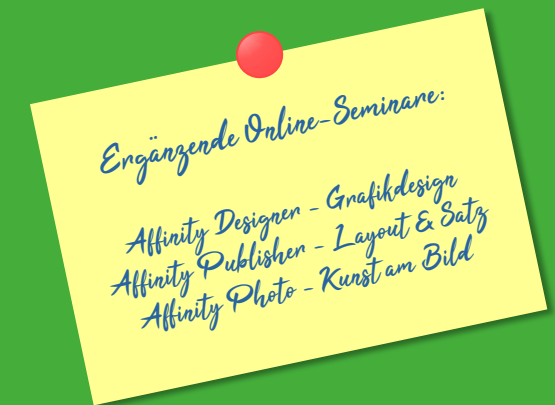 Ergänzende Online-Seminare:
Affinity Designer - Grafikdesign
Affinity Publisher - Layout & Satz
Affinity Photo - Kunst am Bild